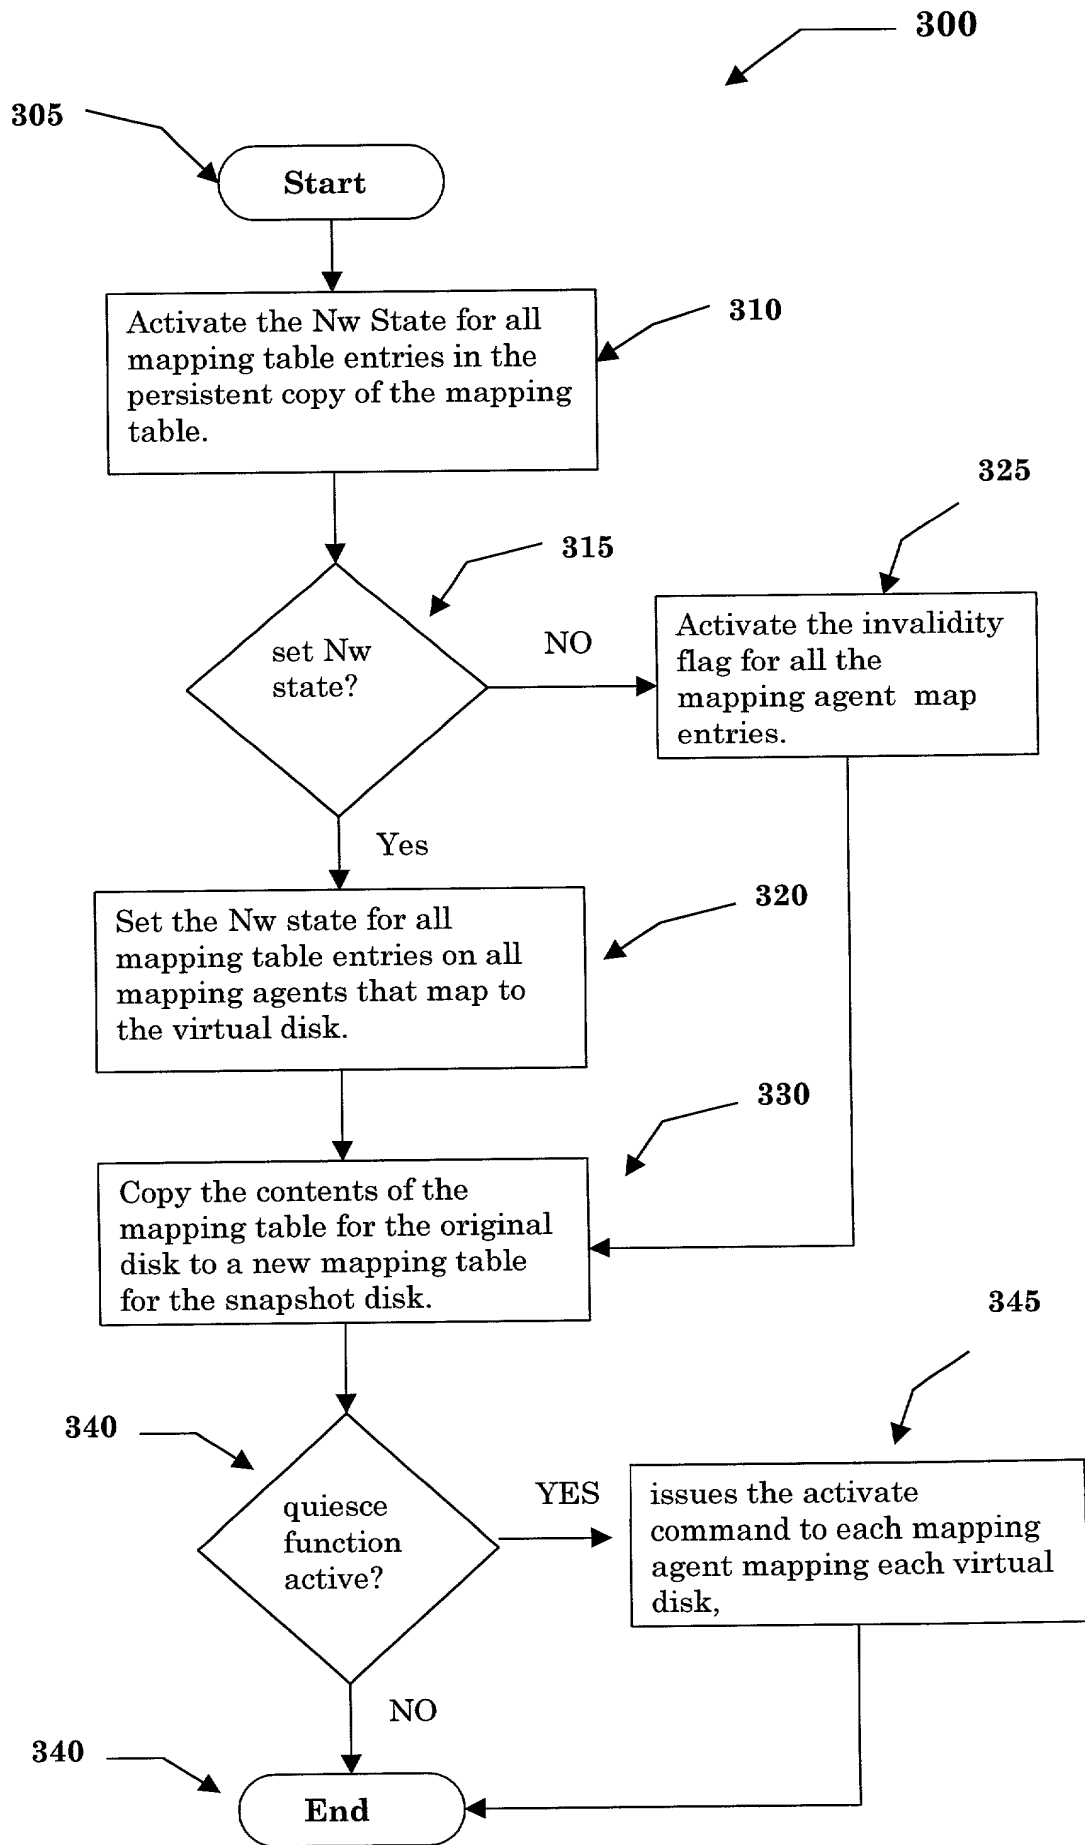 300
305
Start
Activate the Nw State for all
mapping table entries in the
persistent copy of the mapping
table.
310
325
315
set Nw
state?
NO
Activate the invalidity
flag for all the
mapping agent map
entries.
Yes
320
Set the Nw state for all
mapping table entries on all
mapping agents that map to
the virtual disk.
330
Copy the contents of the
mapping table for the original
disk to a new mapping table
for the snapshot disk.
345
340
quiesce
function
active?
YES
issues the activate
command to each mapping
agent mapping each virtual
disk,
NO
340
End